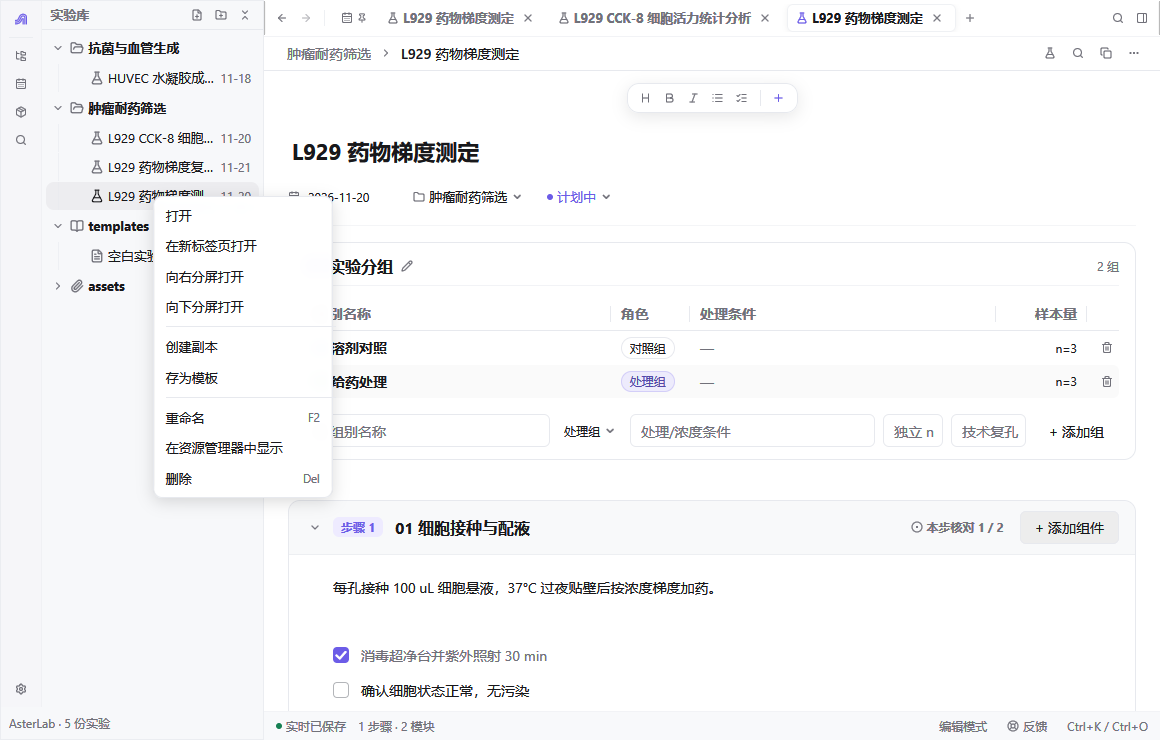 实验库
L929 药物梯度测定
L929 CCK-8 细胞活力统计分析
L929 药物梯度测定
抗菌与血管生成
HUVEC 水凝胶成... 11-18
肿瘤耐药筛选
L929 CCK-8 细胞... 11-20
L929 药物梯度复... 11-21
L929 药物梯度测... 11-20
templates
空白实验
assets
打开
在新标签页打开
向右分屏打开
向下分屏打开
创建副本
存为模板
重命名 F2
在资源管理器中显示
删除 Del
肿瘤耐药筛选 > L929 药物梯度测定
H B I
L929 药物梯度测定
2026-11-20 肿瘤耐药筛选 计划中
实验分组 2 组
别名称 角色 处理条件 样本量
溶剂对照 对照组 — n=3
给药处理 处理组 — n=3
组别名称 处理组 处理/浓度条件 独立 n 技术复孔 + 添加组
步骤 1 01 细胞接种与配液 本步核对 1 / 2 + 添加组件
每孔接种 100 uL 细胞悬液，37°C 过夜贴壁后按浓度梯度加药。
消毒超净台并紫外照射 30 min
确认细胞状态正常，无污染
AsterLab · 5 份实验
实时已保存 1 步骤 · 2 模块 编辑模式 反馈 Ctrl+K / Ctrl+O